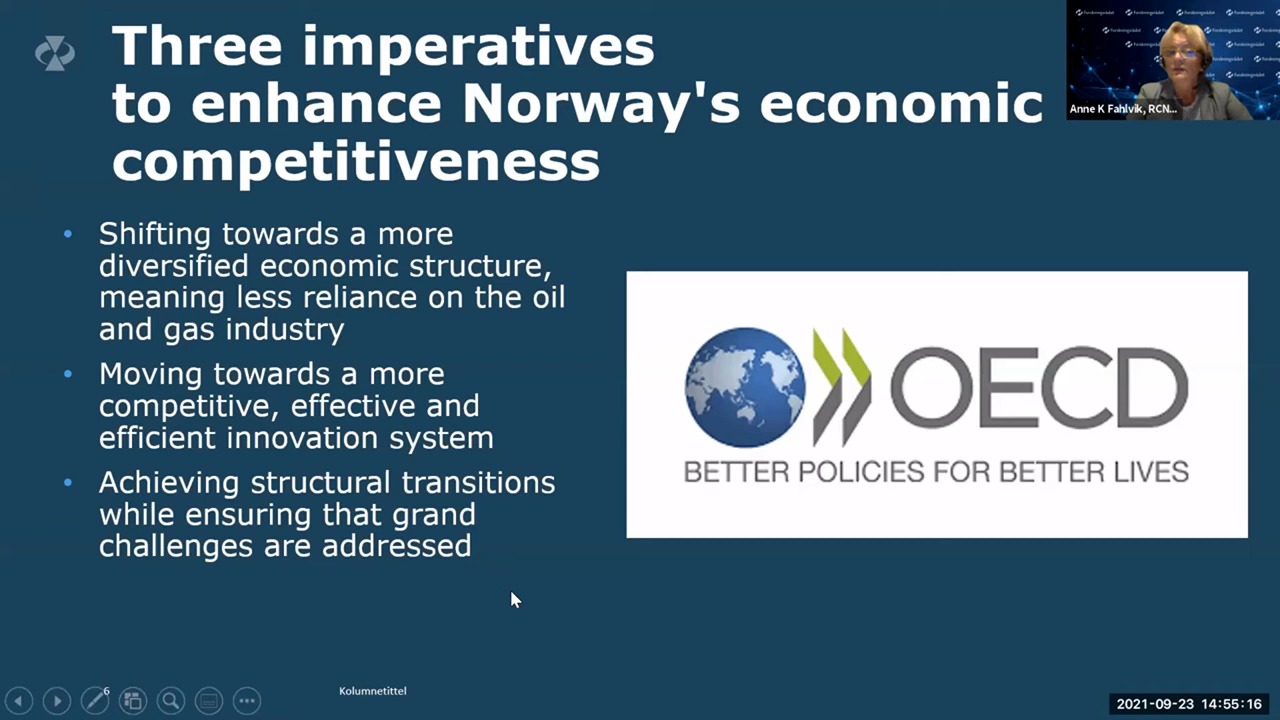 Three imperatives
to enhance Norway's economic
competitiveness
Forskningsrådet
Anne K Fahlvik, RCN...
• Shifting towards a more
diversified economic structure,
meaning less reliance on the oil
and gas industry
• Moving towards a more
competitive, effective and
efficient innovation system
• Achieving structural transitions
while ensuring that grand
challenges are addressed
OECD
BETTER POLICIES FOR BETTER LIVES
6
Kolumnetittel
2021-09-23 14:55:16